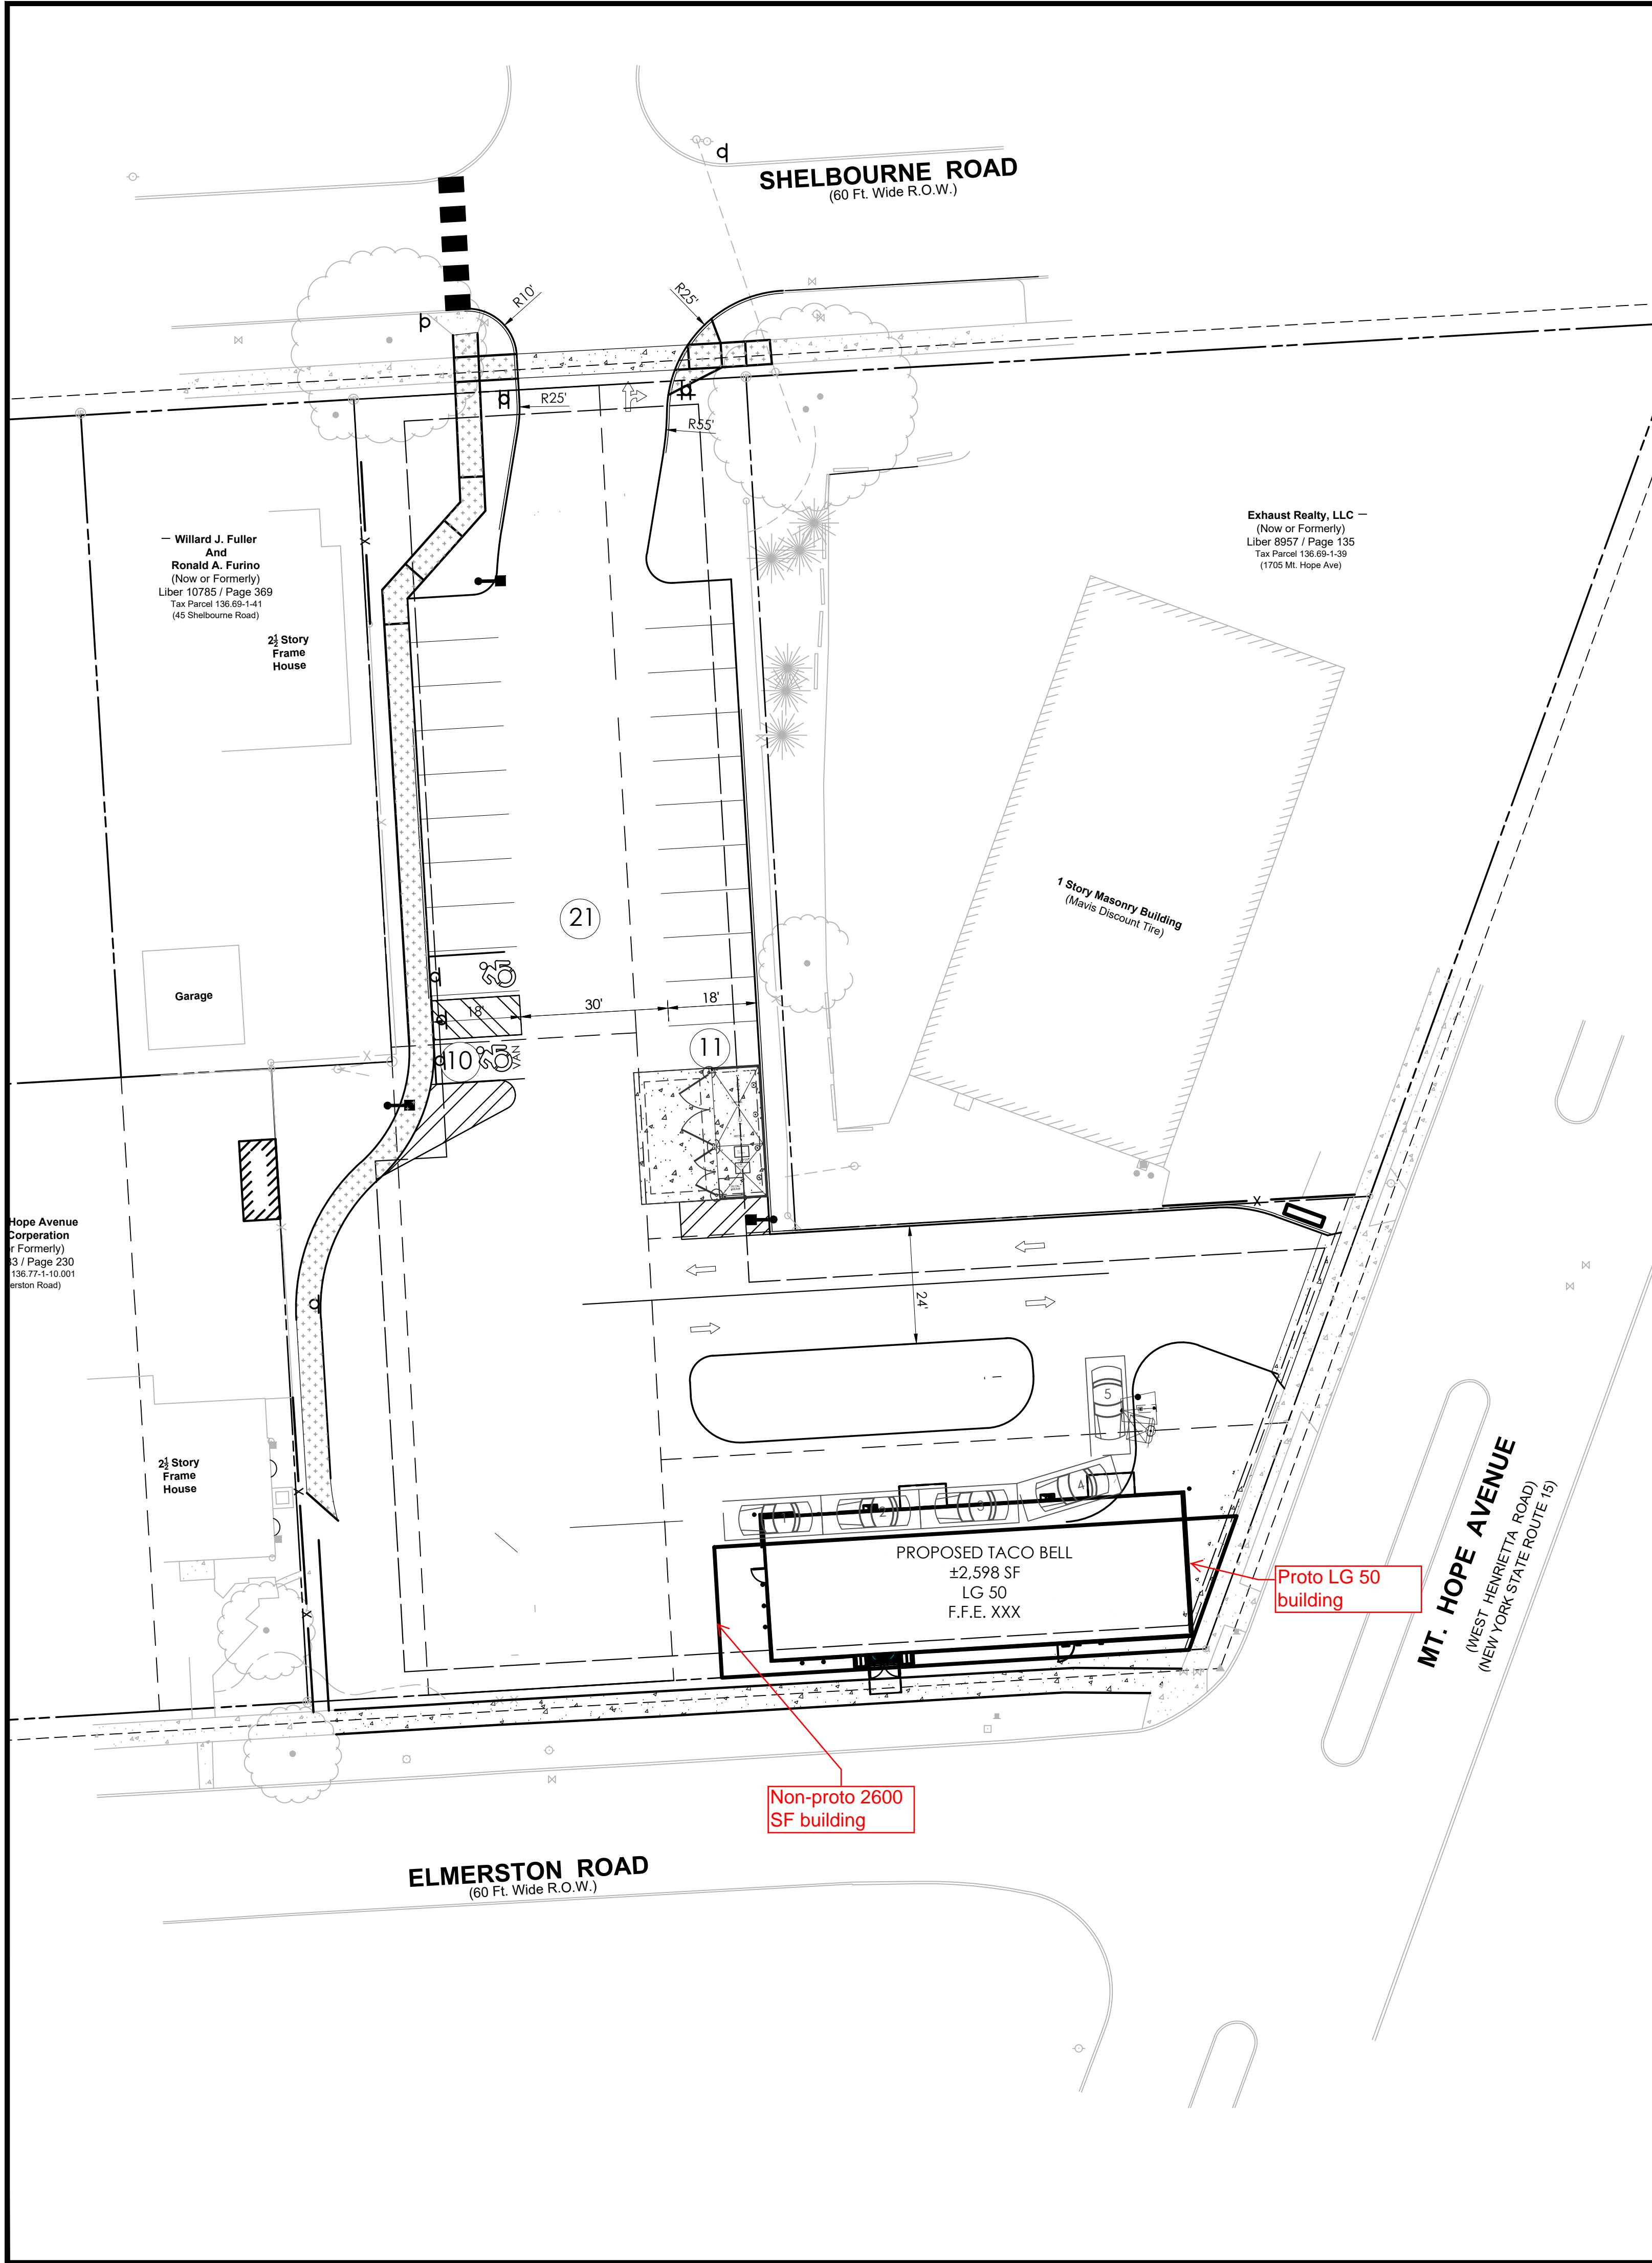 SHELBOURNE ROAD
(60 Ft. Wide R.O.W.)
R10'
R25'
R25'
R55'
Willard J. Fuller
And
Ronald A. Furino
(Now or Formerly)
Liber 10785 / Page 369
Tax Parcel 136.69-1-41
(45 Shelbourne Road)
2½ Story
Frame
House
Exhaust Realty, LLC
(Now or Formerly)
Liber 8957 / Page 135
Tax Parcel 136.69-1-39
(1705 Mt. Hope Ave)
1 Story Masonry Building
(Mavis Discount Tire)
21
Garage
18'
30'
18'
10
VAN
11
Hope Avenue
Corperation
r Formerly)
33 / Page 230
136.77-1-10.001
erston Road)
24'
5
2½ Story
Frame
House
1
2
3
4
PROPOSED TACO BELL
±2,598 SF
LG 50
F.F.E. XXX
Proto LG 50
building
MT. HOPE AVENUE
(WEST HENRIETTA ROAD)
(NEW YORK STATE ROUTE 15)
Non-proto 2600
SF building
ELMERSTON ROAD
(60 Ft. Wide R.O.W.)